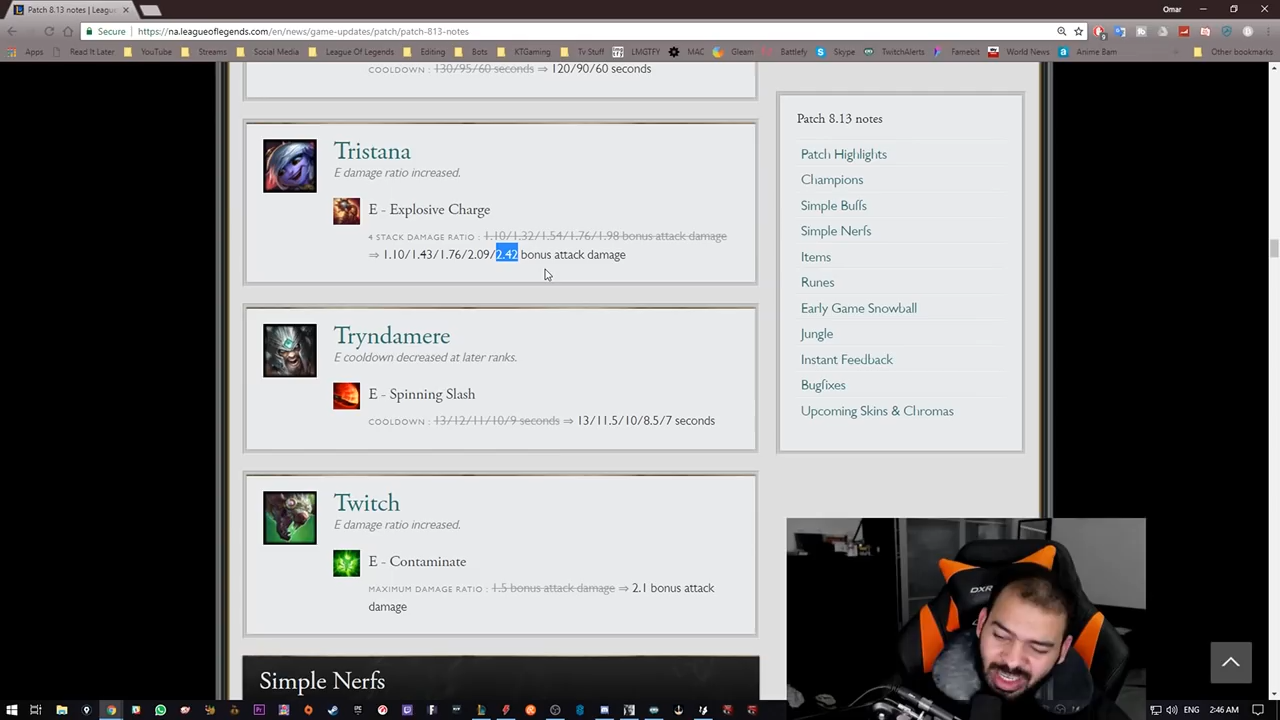 Patch 8.13 notes | Leagu
Omar
Secure | https://na.leagueoflegends.com/en/news/game-updates/patch/patch-813-notes
Apps Read It Later YouTube Streams Social Media League Of Legends Editing Bots KTGaming Tv Stuff LMGTFY MAC Gleam Battlefy Skype TwitchAlerts Famebit World News Anime Bam Other bookmarks
COOLDOWN : 130/95/60 seconds ⇒ 120/90/60 seconds
Tristana
E damage ratio increased.
E - Explosive Charge
4 STACK DAMAGE RATIO : 1.10/1.32/1.54/1.76/1.98 bonus attack damage
⇒ 1.10/1.43/1.76/2.09/2.42 bonus attack damage
Tryndamere
E cooldown decreased at later ranks.
E - Spinning Slash
COOLDOWN : 13/12/11/10/9 seconds ⇒ 13/11.5/10/8.5/7 seconds
Twitch
E damage ratio increased.
E - Contaminate
MAXIMUM DAMAGE RATIO : 1.5 bonus attack damage ⇒ 2.1 bonus attack
damage
Simple Nerfs
Patch 8.13 notes
Patch Highlights
Champions
Simple Buffs
Simple Nerfs
Items
Runes
Early Game Snowball
Jungle
Instant Feedback
Bugfixes
Upcoming Skins & Chromas
DXR
ENG 2:46 AM